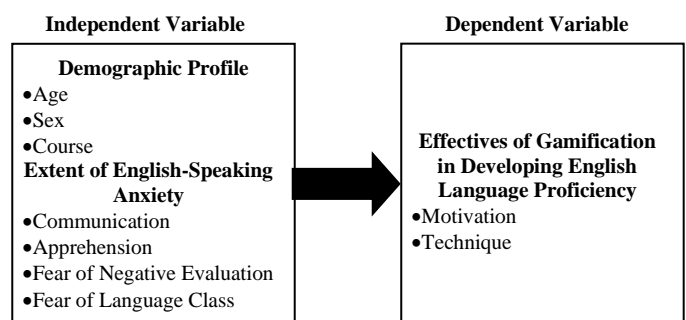 Independent Variable
Demographic Profile
•Age
•Sex
•Course
Extent of English-Speaking
Anxiety
•Communication
•Apprehension
•Fear of Negative Evaluation
•Fear of Language Class
Dependent Variable
Effectives of Gamification
in Developing English
Language Proficiency
•Motivation
•Technique